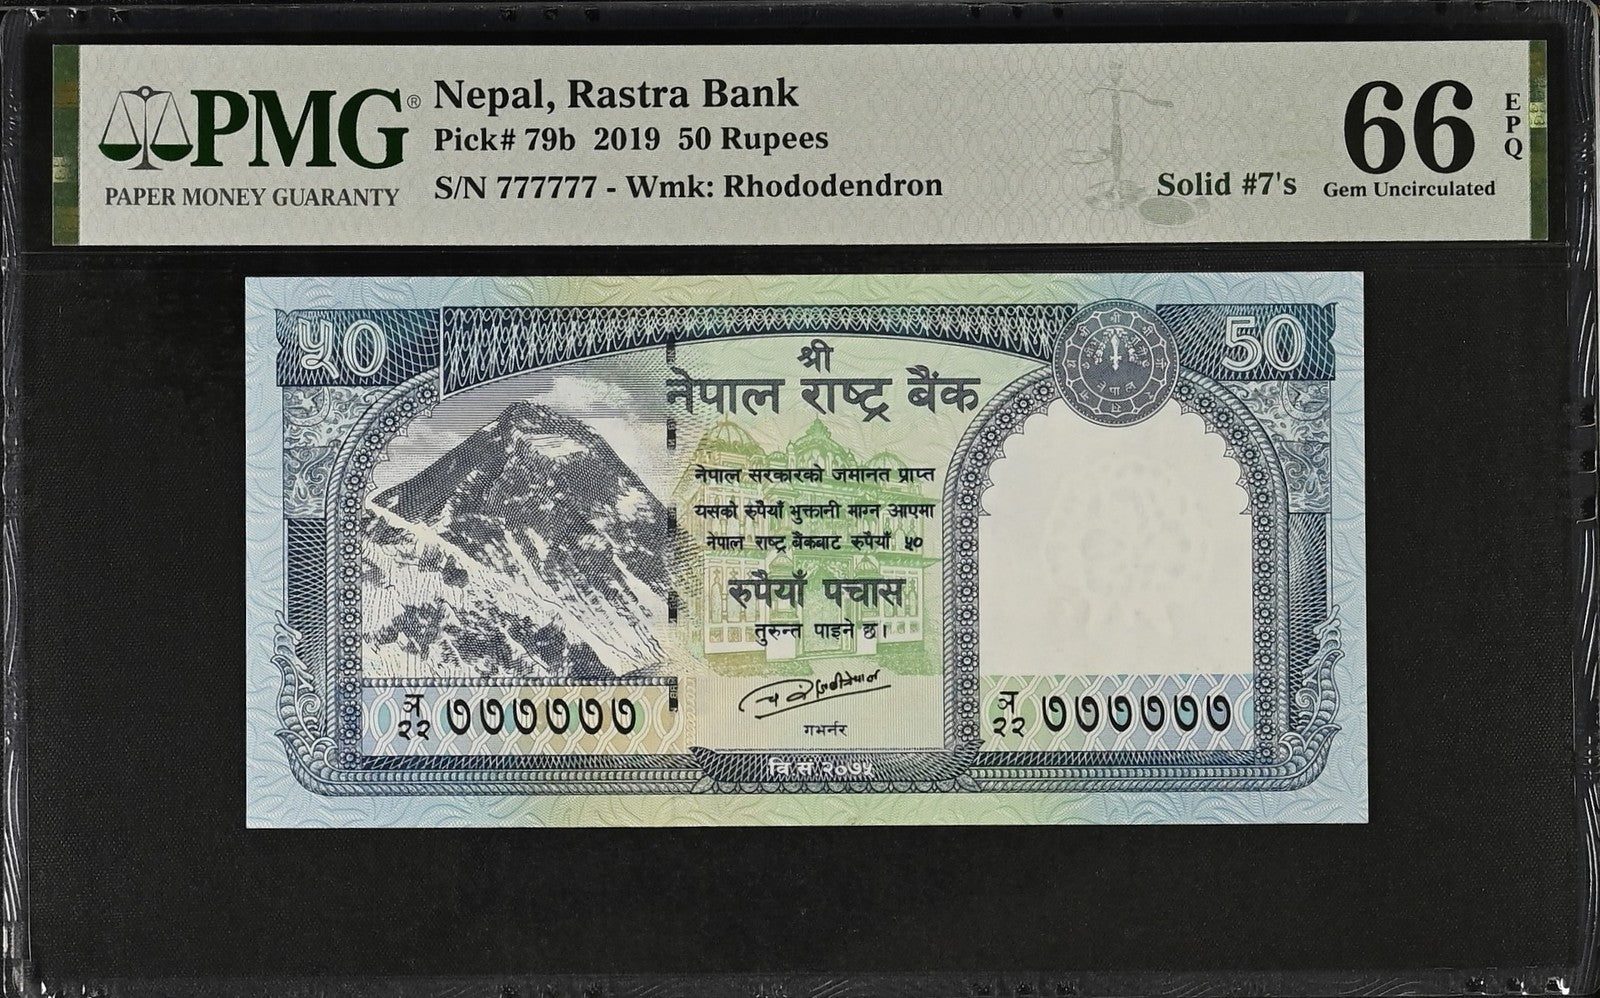 PMG®
PAPER MONEY GUARANTY
Nepal, Rastra Bank
Pick# 79b 2019 50 Rupees
S/N 777777 - Wmk: Rhododendron
Solid #7's
66
EPQ
Gem Uncirculated
५०
50
श्री
नेपाल राष्ट्र बैंक
नेपाल सरकारको जमानत प्राप्त
यसको रुपैयाँ भुक्तानी माग्न आएमा
नेपाल राष्ट्र बैंकबाट रुपैयाँ ५०
रुपैयाँ पचास
तुरुन्त पाइने छ।
गभर्नर
ञ २२ ७७७७७७
ञ २२ ७७७७७७
वि सं २०७५